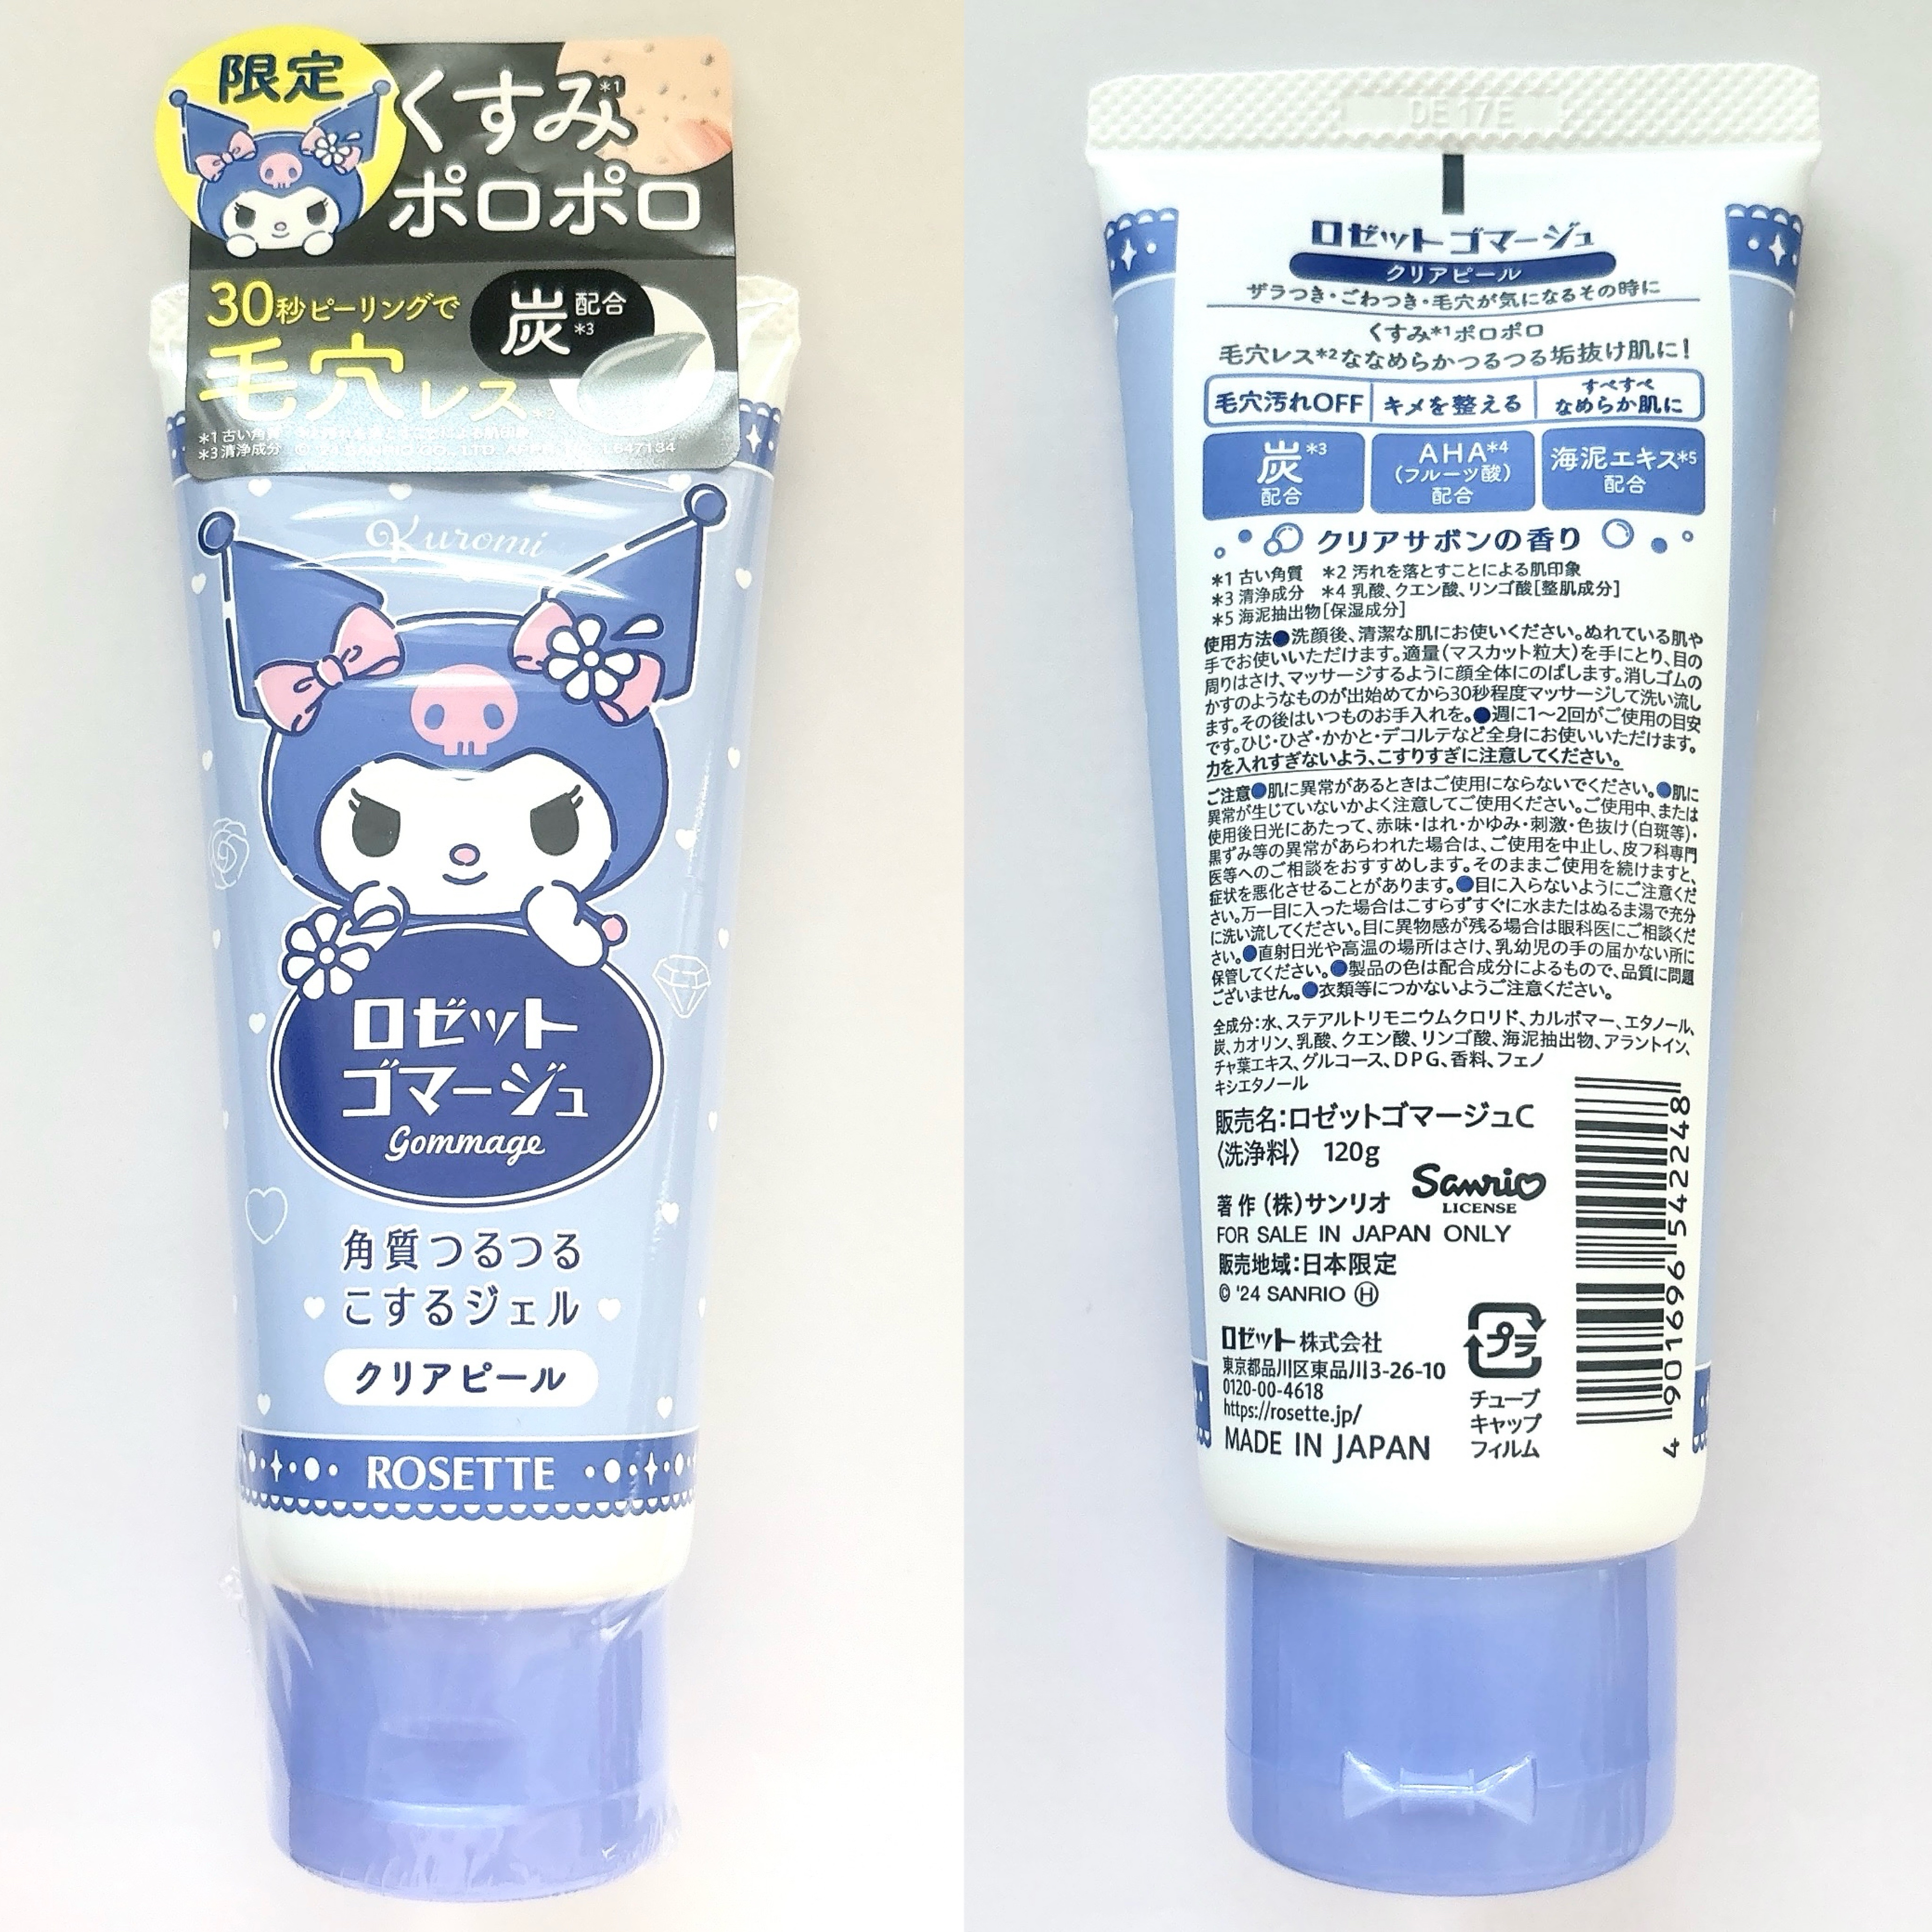 限定
くすみ*1
ポロポロ
30秒ピーリングで
毛穴レス
炭配合*3
*1 古い角質
*3 清浄成分
Kuromi
ロゼット
ゴマージュ
Gommage
角質つるつる
こするジェル
クリアピール
ROSETTE
DE 17E
ロゼットゴマージュ
クリアピール
ザラつき・ごわつき・毛穴が気になるその時に
くすみ*1ポロポロ
毛穴レス*2ななめらかつるつる垢抜け肌に!
毛穴汚れOFF キメを整える すべすべなめらか肌に
炭*3配合 AHA*4(フルーツ酸)配合 海泥エキス*5配合
クリアサボンの香り
*1 古い角質 *2 汚れを落とすことによる肌印象
*3 清浄成分 *4 乳酸、クエン酸、リンゴ酸[整肌成分]
*5 海泥抽出物[保湿成分]
使用方法●洗顔後、清潔な肌にお使いください。ぬれている肌や
手でお使いいただけます。適量(マスカット粒大)を手にとり、目の
周りはさけ、マッサージするように顔全体にのばします。消しゴムの
かすのようなものが出始めてから30秒程度マッサージして洗い流し
ます。その後はいつものお手入れを。●週に1〜2回がご使用の目安
です。ひじ・ひざ・かかと・デコルテなど全身にお使いいただけます。
力を入れすぎないよう、こすりすぎに注意してください。
ご注意●肌に異常があるときはご使用にならないでください。●肌に
異常が生じていないかよく注意してご使用ください。ご使用中、または
使用後日光にあたって、赤味・はれ・かゆみ・刺激・色抜け(白斑等)・
黒ずみ等の異常があらわれた場合は、ご使用を中止し、皮フ科専門
医等へのご相談をおすすめします。そのままご使用を続けますと、
症状を悪化させることがあります。●目に入らないようにご注意くだ
さい。万一目に入った場合はこすらずすぐに水またはぬるま湯で充分
に洗い流してください。目に異物感が残る場合は眼科医にご相談くだ
さい。●直射日光や高温の場所はさけ、乳幼児の手の届かない所に
保管してください。●製品の色は配合成分によるもので、品質に問題
ございません。●衣類等につかないようご注意ください。
全成分:水、ステアルトリモニウムクロリド、カルボマー、エタノール、
炭、カオリン、乳酸、クエン酸、リンゴ酸、海泥抽出物、アラントイン、
チャ葉エキス、グルコース、DPG、香料、フェノ
キシエタノール
販売名:ロゼットゴマージュC
〈洗浄料〉 120g
著作(株)サンリオ
Sanrio
LICENSE
FOR SALE IN JAPAN ONLY
販売地域:日本限定
© '24 SANRIO Ⓗ
ロゼット株式会社
東京都品川区東品川3-26-10
0120-00-4618
https://rosette.jp/
MADE IN JAPAN
プラ
チューブ
キャップ
フィルム
4 901696 542248